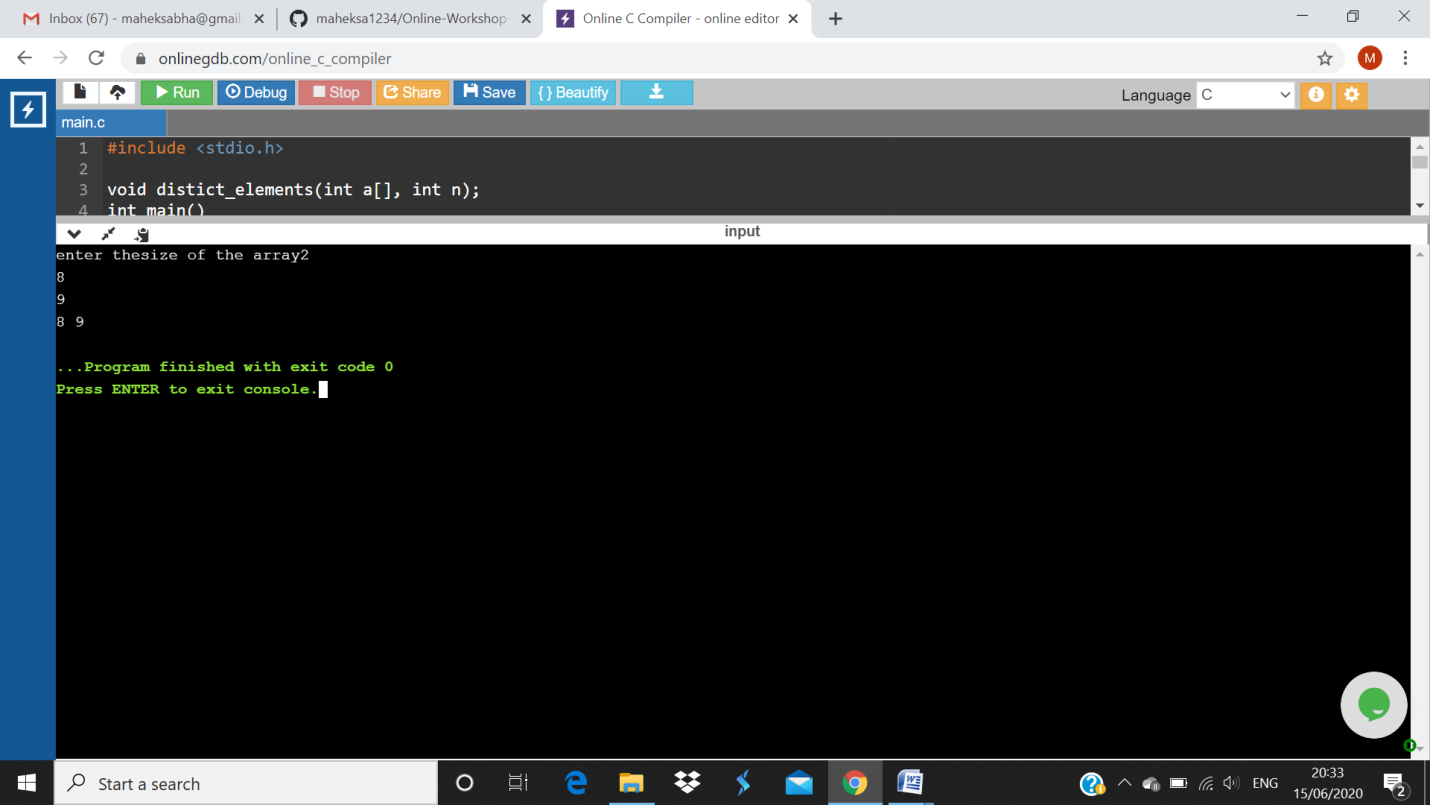 Inbox (67) - maheksabha@gmail.
maheksa1234/Online-Workshop-
Online C Compiler - online editor
onlinegdb.com/online_c_compiler
M
Run
Debug
Stop
Share
Save
{ } Beautify
Language C
main.c
1 #include <stdio.h>
2
3 void distict_elements(int a[], int n);
4 int main()
input
enter thesize of the array2
8
9
8 9
...Program finished with exit code 0
Press ENTER to exit console.
Start a search
ENG
20:33
15/06/2020
2